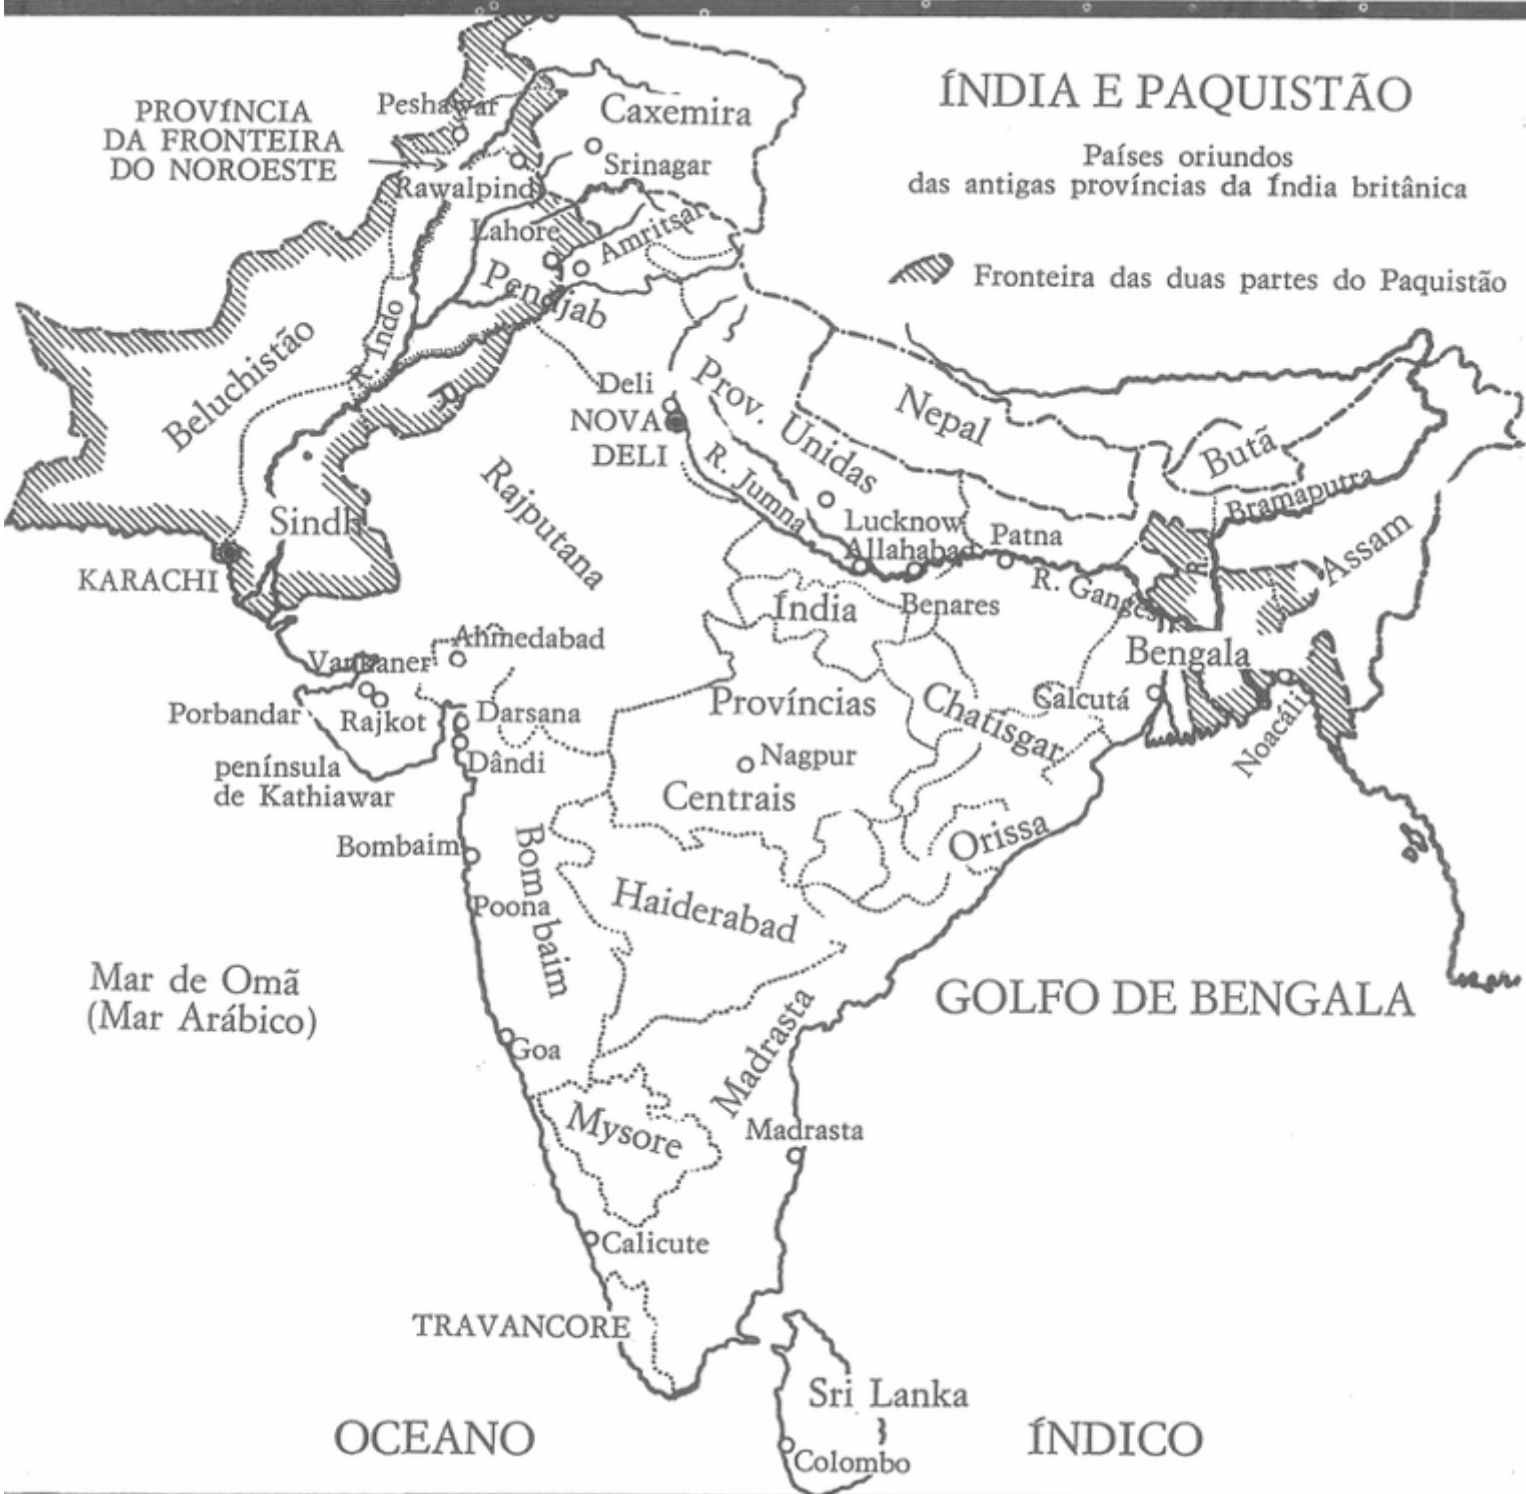 ÍNDIA E PAQUISTÃO
Países oriundos
das antigas províncias da Índia britânica
Fronteira das duas partes do Paquistão
PROVÍNCIA
DA FRONTEIRA
DO NOROESTE
Peshawar
Caxemira
Srinagar
Rawalpindi
Lahore
Amritsar
Pendjab
R. Indo
Beluchistão
Deli
NOVA
DELI
Prov. Unidas
Nepal
Butã
R. Bramaputra
Assam
R. Jumna
Rajputana
Sindh
KARACHI
Lucknow
Allahabad
Patna
R. Ganges
Benares
Índia
Bengala
Ahmedabad
Vankaner
Porbandar
Rajkot
Darsana
Dândi
península
de Kathiawar
Províncias
Centrais
Nagpur
Chatisgar
Calcutá
Noacali
Orissa
Bombaim
Bombaim
Poona
Haiderabad
Mar de Omã
(Mar Arábico)
GOLFO DE BENGALA
Goa
Madrasta
Mysore
Madrasta
Calicute
TRAVANCORE
Sri Lanka
Colombo
OCEANO
ÍNDICO